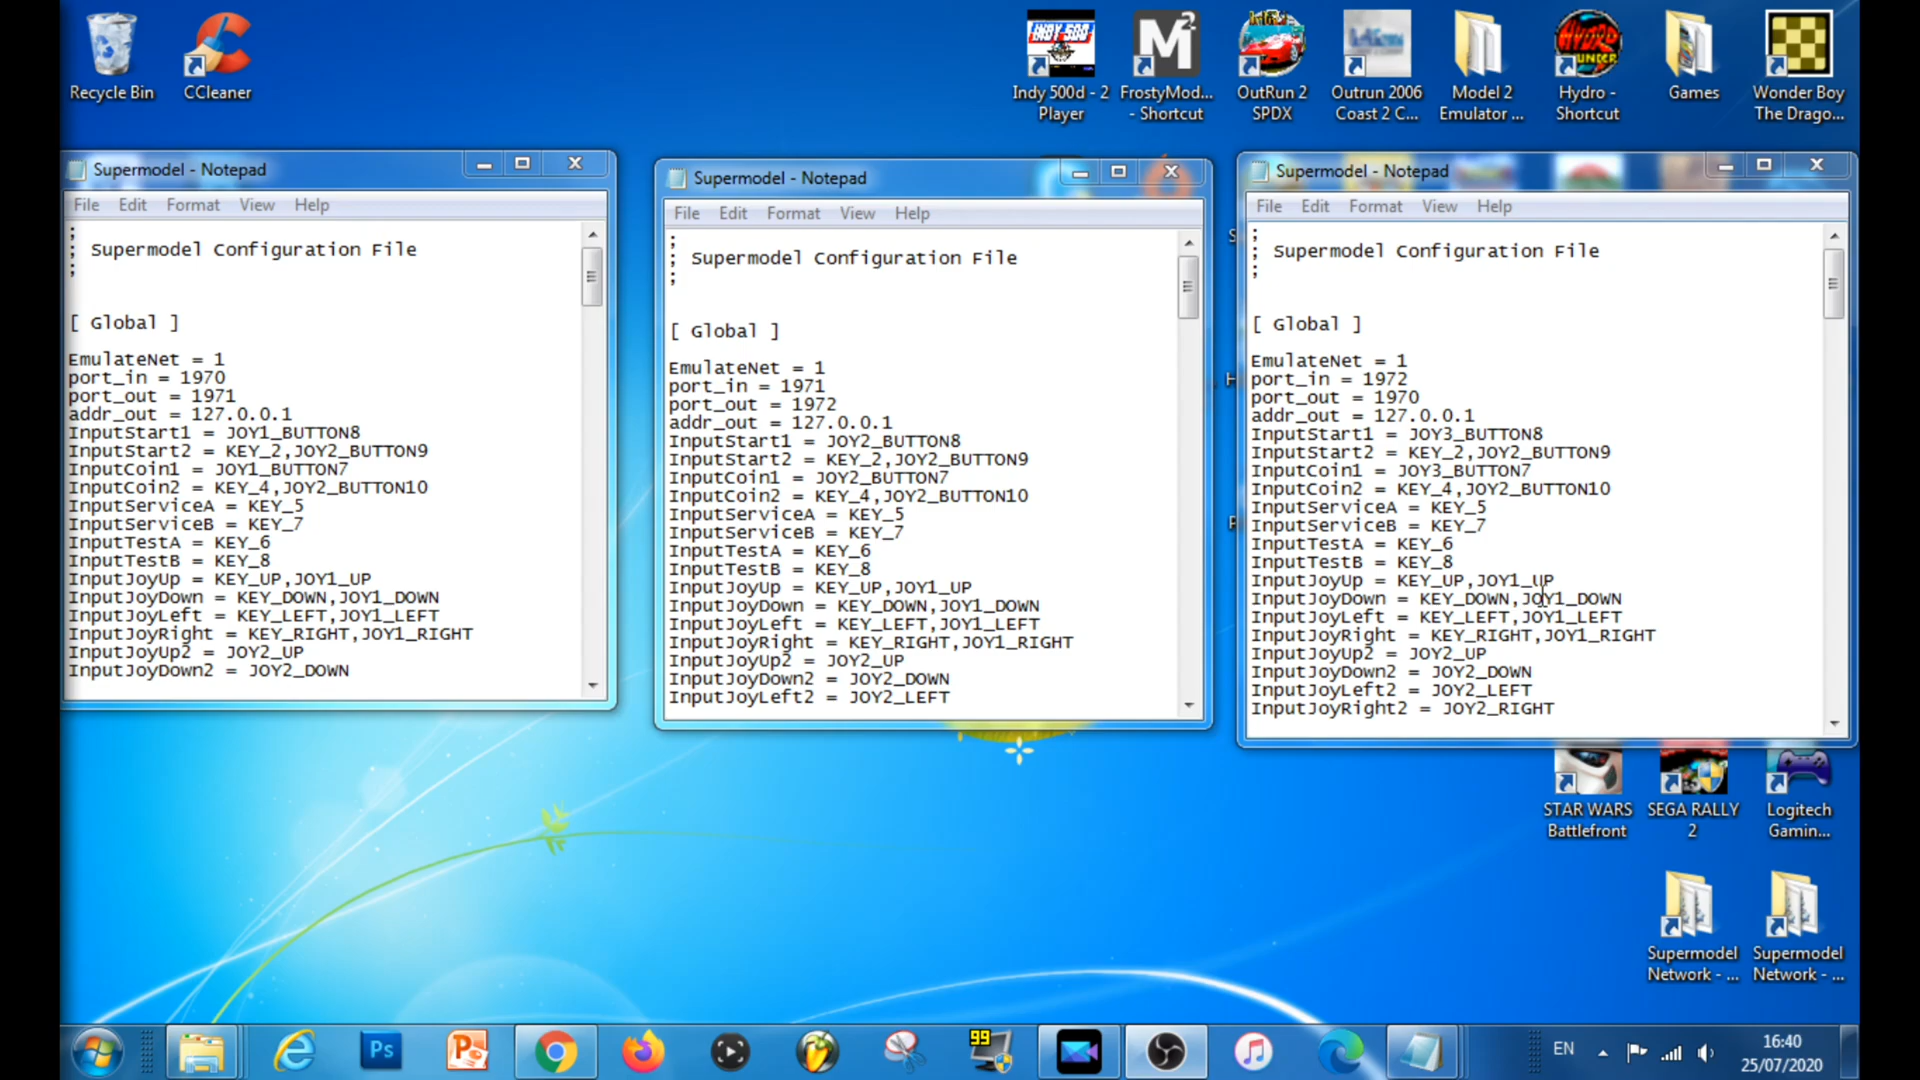 Recycle Bin
CCleaner
Indy 500d - 2 Player
FrostyMod... - Shortcut
OutRun 2 SPDX
Outrun 2006 Coast 2 C...
Model 2 Emulator ...
Hydro - Shortcut
Games
Wonder Boy The Drago...
Supermodel - Notepad
File Edit Format View Help
;
; Supermodel Configuration File
;
[ Global ]
EmulateNet = 1
port_in = 1970
port_out = 1971
addr_out = 127.0.0.1
InputStart1 = JOY1_BUTTON8
InputStart2 = KEY_2,JOY2_BUTTON9
InputCoin1 = JOY1_BUTTON7
InputCoin2 = KEY_4,JOY2_BUTTON10
InputServiceA = KEY_5
InputServiceB = KEY_7
InputTestA = KEY_6
InputTestB = KEY_8
InputJoyUp = KEY_UP,JOY1_UP
InputJoyDown = KEY_DOWN,JOY1_DOWN
InputJoyLeft = KEY_LEFT,JOY1_LEFT
InputJoyRight = KEY_RIGHT,JOY1_RIGHT
InputJoyUp2 = JOY2_UP
InputJoyDown2 = JOY2_DOWN
Supermodel - Notepad
File Edit Format View Help
;
; Supermodel Configuration File
;
[ Global ]
EmulateNet = 1
port_in = 1971
port_out = 1972
addr_out = 127.0.0.1
InputStart1 = JOY2_BUTTON8
InputStart2 = KEY_2,JOY2_BUTTON9
InputCoin1 = JOY2_BUTTON7
InputCoin2 = KEY_4,JOY2_BUTTON10
InputServiceA = KEY_5
InputServiceB = KEY_7
InputTestA = KEY_6
InputTestB = KEY_8
InputJoyUp = KEY_UP,JOY1_UP
InputJoyDown = KEY_DOWN,JOY1_DOWN
InputJoyLeft = KEY_LEFT,JOY1_LEFT
InputJoyRight = KEY_RIGHT,JOY1_RIGHT
InputJoyUp2 = JOY2_UP
InputJoyDown2 = JOY2_DOWN
InputJoyLeft2 = JOY2_LEFT
Supermodel - Notepad
File Edit Format View Help
;
; Supermodel Configuration File
;
[ Global ]
EmulateNet = 1
port_in = 1972
port_out = 1970
addr_out = 127.0.0.1
InputStart1 = JOY3_BUTTON8
InputStart2 = KEY_2,JOY2_BUTTON9
InputCoin1 = JOY3_BUTTON7
InputCoin2 = KEY_4,JOY2_BUTTON10
InputServiceA = KEY_5
InputServiceB = KEY_7
InputTestA = KEY_6
InputTestB = KEY_8
InputJoyUp = KEY_UP,JOY1_UP
InputJoyDown = KEY_DOWN,JOY1_DOWN
InputJoyLeft = KEY_LEFT,JOY1_LEFT
InputJoyRight = KEY_RIGHT,JOY1_RIGHT
InputJoyUp2 = JOY2_UP
InputJoyDown2 = JOY2_DOWN
InputJoyLeft2 = JOY2_LEFT
InputJoyRight2 = JOY2_RIGHT
STAR WARS Battlefront
SEGA RALLY 2
Logitech Gamin...
Supermodel Network - ...
Supermodel Network - ...
Ps
P
99
EN
16:40
25/07/2020